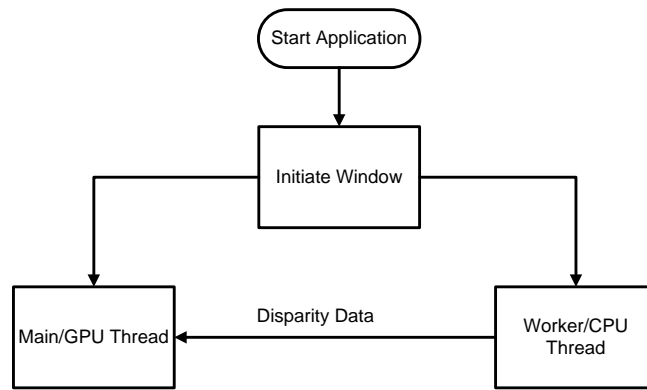 Start Application
Initiate Window
Main/GPU Thread
Disparity Data
Worker/CPU
Thread